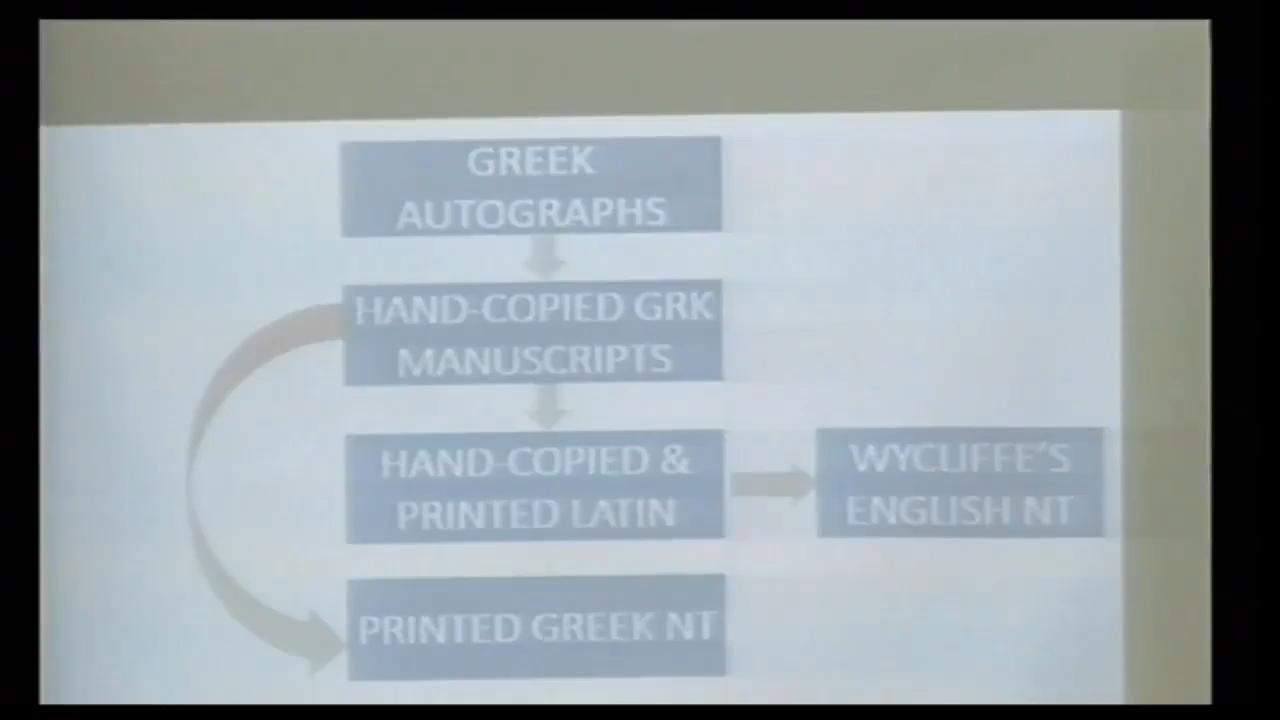 GREEK
AUTOGRAPHS
HAND-COPIED GRK
MANUSCRIPTS
HAND-COPIED &
PRINTED LATIN
WYCLIFFE'S
ENGLISH NT
PRINTED GREEK NT